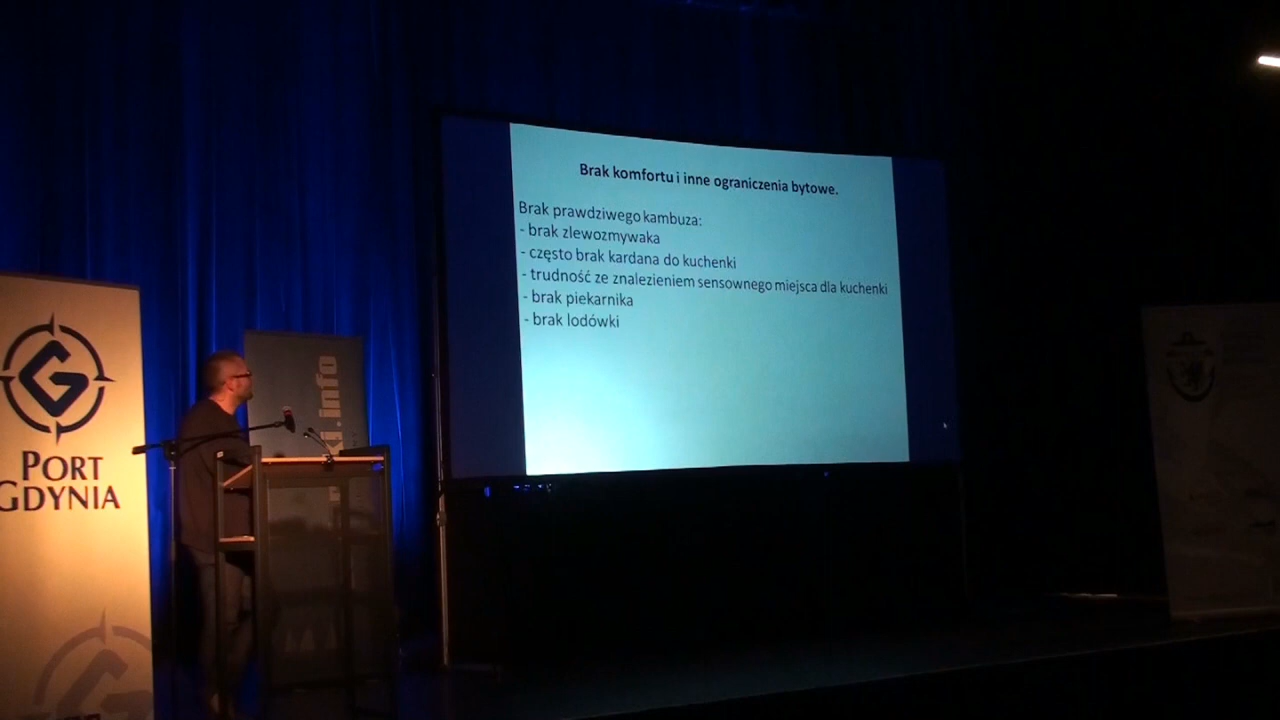 Brak komfortu i inne ograniczenia bytowe.
Brak prawdziwego kambuza:
- brak zlewozmywaka
- często brak kardana do kuchenki
- trudność ze znalezieniem sensownego miejsca dla kuchenki
- brak piekarnika
- brak lodówki
PORT
GDYNIA
.info